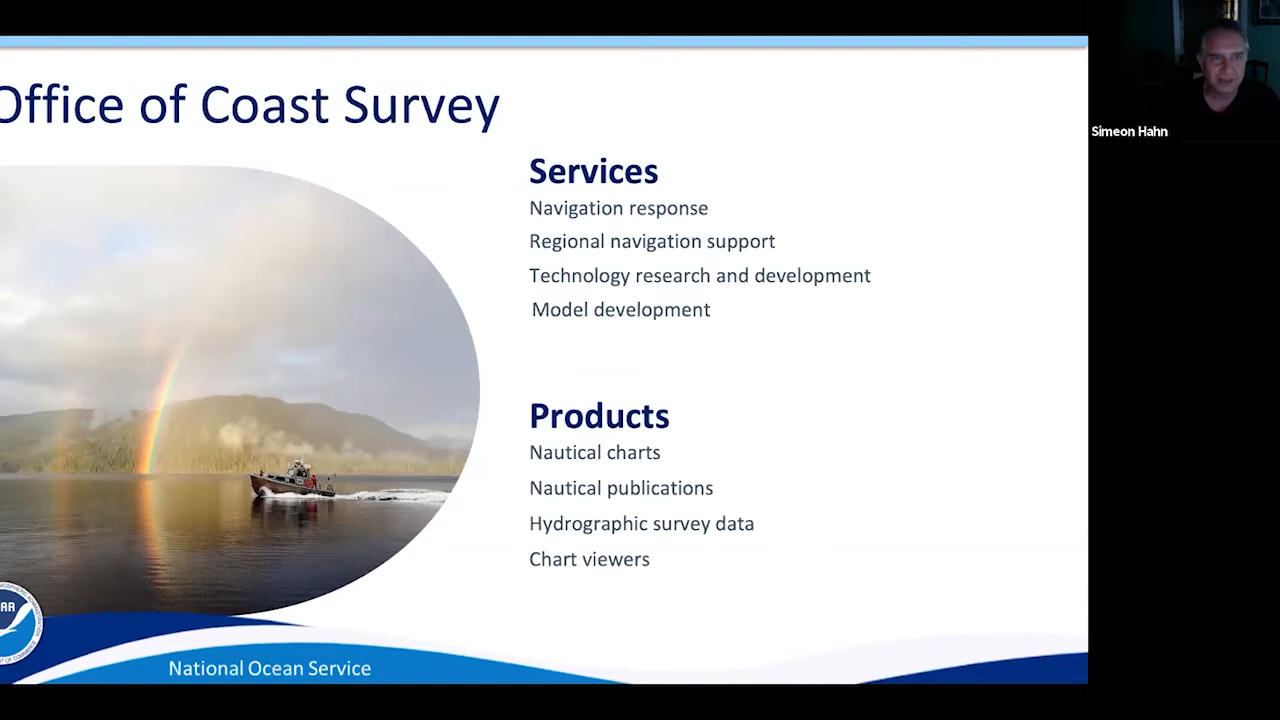 Office of Coast Survey
Simeon Hahn
Services
Navigation response
Regional navigation support
Technology research and development
Model development
Products
Nautical charts
Nautical publications
Hydrographic survey data
Chart viewers
National Ocean Service